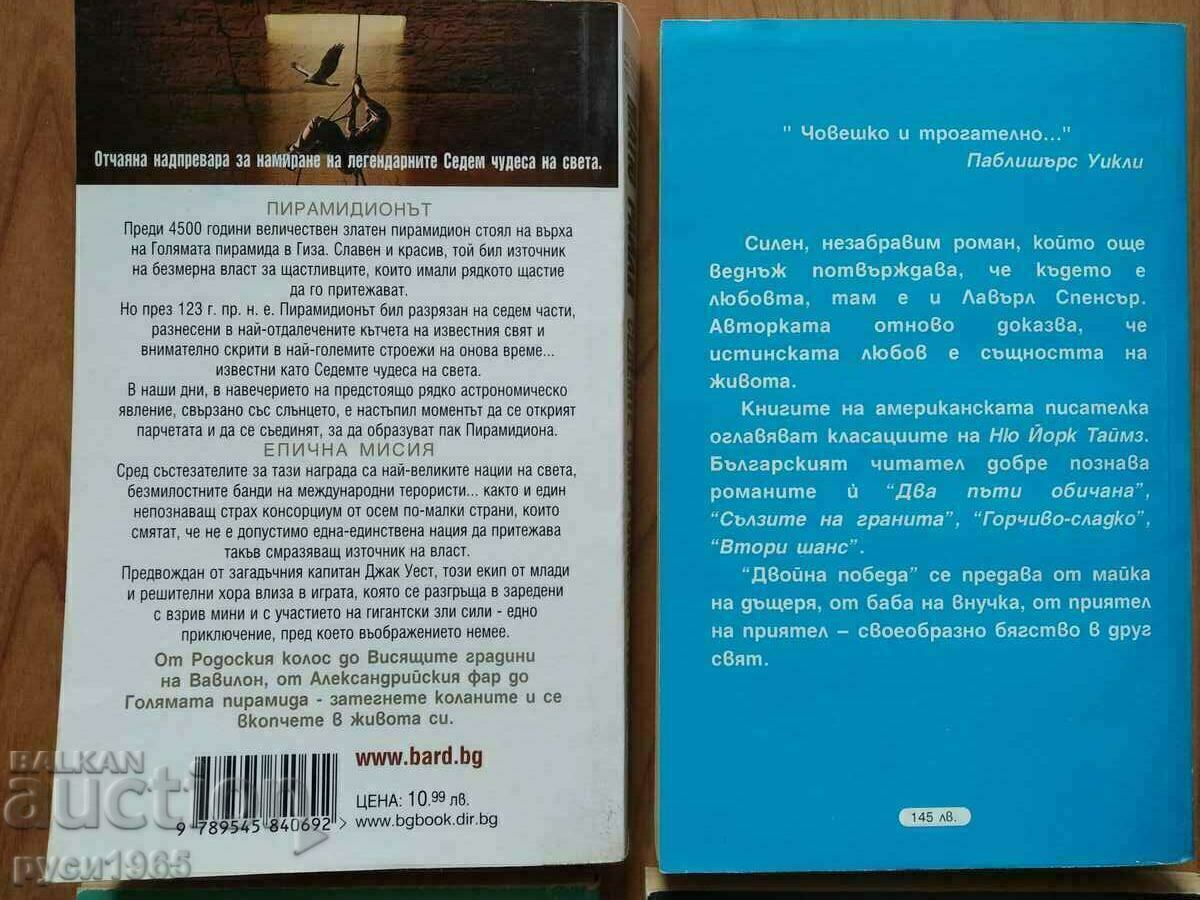 Отчаяна надпревара за намиране на легендарните Седем чудеса на света.
ПИРАМИДИОНЪТ
Преди 4500 години величествен златен пирамидион стоял на върха
на Голямата пирамида в Гиза. Славен и красив, той бил източник
на безмерна власт за щастливците, които имали рядкото щастие
да го притежават.
Но през 123 г. пр. н. е. Пирамидионът бил разрязан на седем части,
разнесени в най-отдалечените кътчета на известния свят и
внимателно скрити в най-големите строежи на онова време...
известни като Седемте чудеса на света.
В наши дни, в навечерието на предстоящо рядко астрономическо
явление, свързано със слънцето, е настъпил моментът да се открият
парчетата и да се съединят, за да образуват пак Пирамидиона.
ЕПИЧНА МИСИЯ
Сред състезателите за тази награда са най-великите нации на света,
безмилостните банди на международни терористи... както и един
непознаващ страх консорциум от осем по-малки страни, които
смятат, че не е допустимо една-единствена нация да притежава
такъв смразяващ източник на власт.
Предвождан от загадъчния капитан Джак Уест, този екип от млади
и решителни хора влиза в играта, която се разгръща в заредени
с взрив мини и с участието на гигантски зли сили - едно
приключение, пред което въображението немее.
От Родоския колос до Висящите градини
на Вавилон, от Александрийския фар до
Голямата пирамида - затегнете коланите и се
вкопчете в живота си.
www.bard.bg
ЦЕНА: 10.99 лв.
www.bgbook.dir.bg
9 789545 840692 >
" Човешко и трогателно..."
Паблишърс Уикли
Силен, незабравим роман, който още
веднъж потвърждава, че където е
любовта, там е и Лавърл Спенсър.
Авторката отново доказва, че
истинската любов е същността на
живота.
Книгите на американската писателка
оглавяват класациите на Ню Йорк Таймз.
Българският читател добре познава
романите ѝ “Два пъти обичана”,
“Сълзите на гранита”, “Горчиво-сладко”,
“Втори шанс”.
“Двойна победа” се предава от майка
на дъщеря, от баба на внучка, от приятел
на приятел – своеобразно бягство в друг
свят.
145 лв.
BALKAN
auction
руси1965